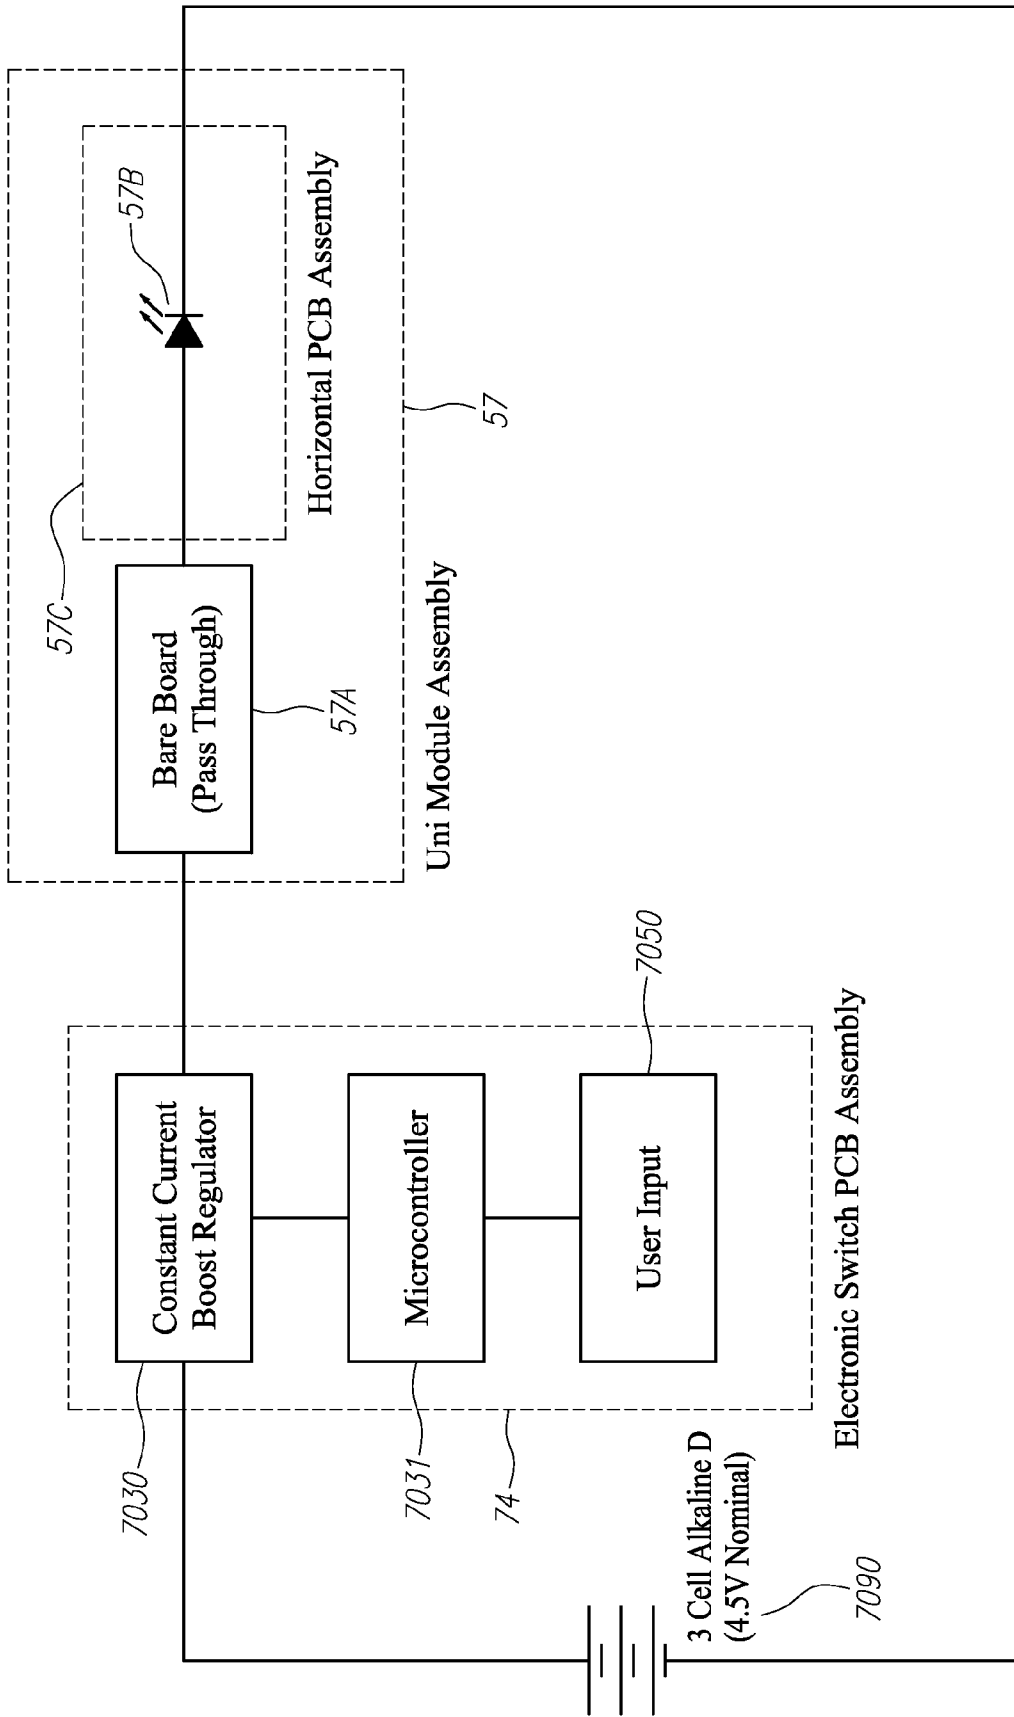 7030
Constant Current
Boost Regulator
7031
Microcontroller
User Input
7050
74
Electronic Switch PCB Assembly
3 Cell Alkaline D
(4.5V Nominal)
7090
Bare Board
(Pass Through)
57A
57C
57B
Horizontal PCB Assembly
57
Uni Module Assembly